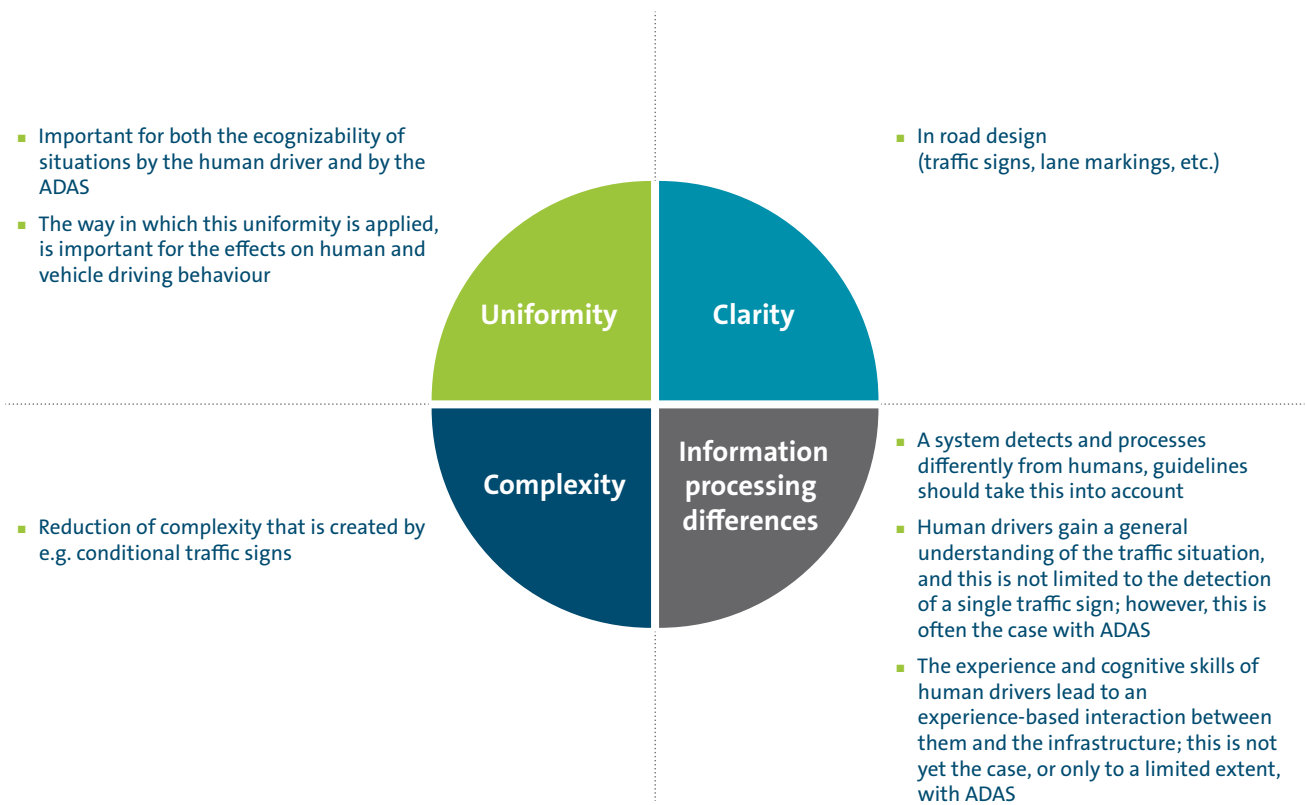 Important for both the ecognizability of
situations by the human driver and by the
ADAS
The way in which this uniformity is applied,
is important for the effects on human and
vehicle driving behaviour
Uniformity
Clarity
In road design
(traffic signs, lane markings, etc.)
Complexity
Reduction of complexity that is created by
e.g. conditional traffic signs
Information
processing
differences
A system detects and processes
differently from humans, guidelines
should take this into account
Human drivers gain a general
understanding of the traffic situation,
and this is not limited to the detection
of a single traffic sign; however, this is
often the case with ADAS
The experience and cognitive skills of
human drivers lead to an
experience-based interaction between
them and the infrastructure; this is not
yet the case, or only to a limited extent,
with ADAS